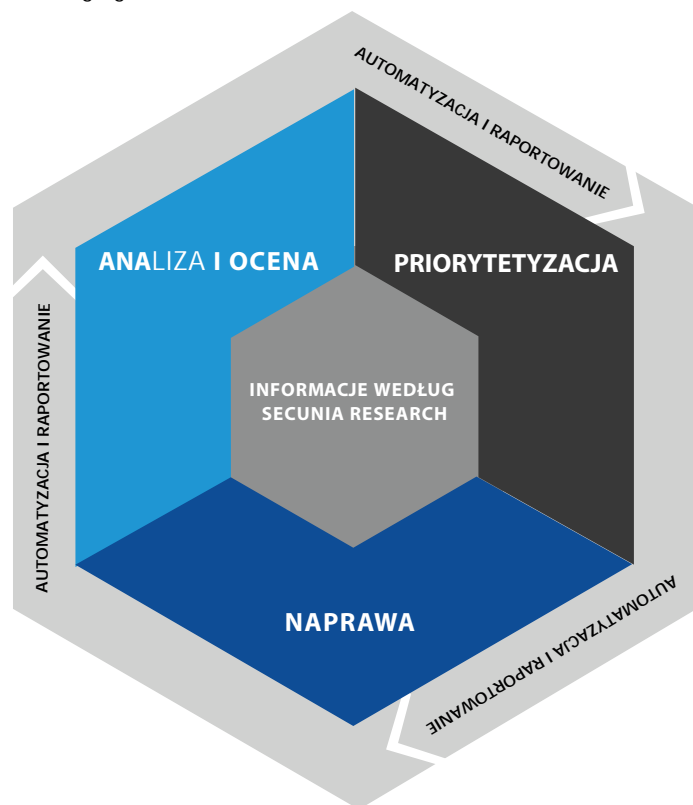 AUTOMATYZACJA I RAPORTOWANIE
ANALIZA I OCENA
PRIORYTETYZACJA
AUTOMATYZACJA I RAPORTOWANIE
INFORMACJE WEDŁUG
SECUNIA RESEARCH
NAPRAWA
AUTOMATYZACJA I RAPORTOWANIE